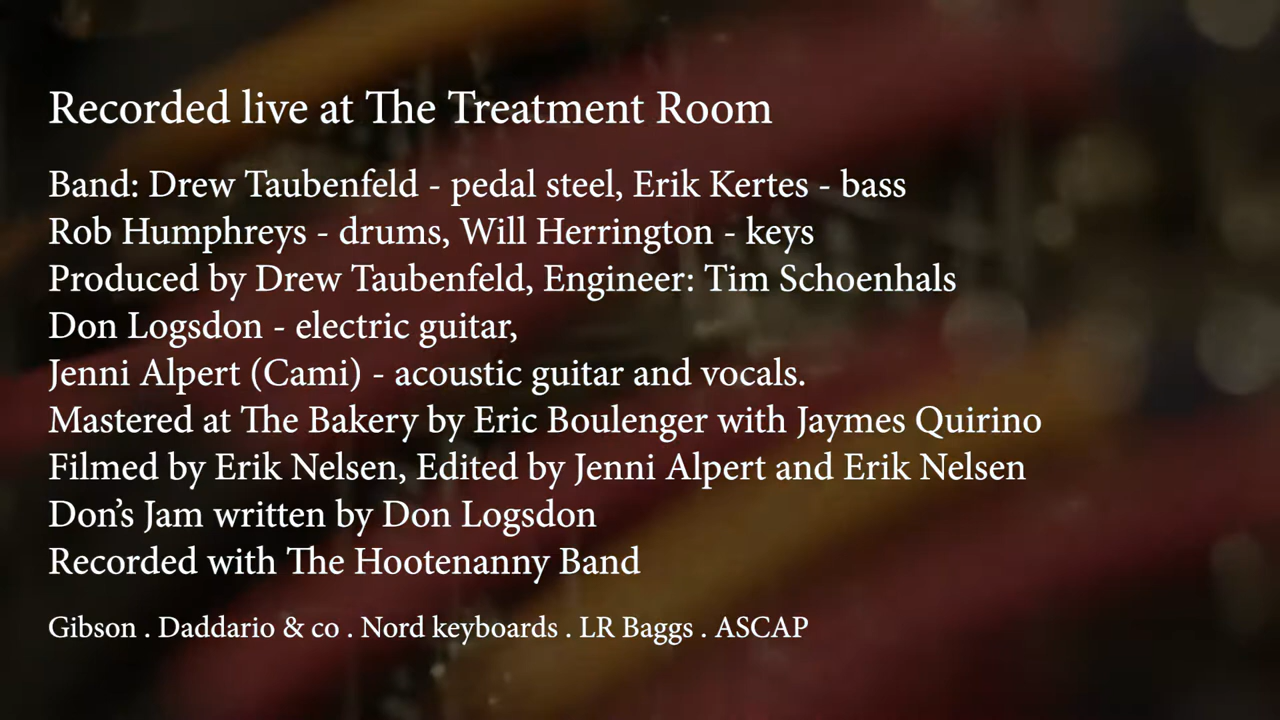 Recorded live at The Treatment Room
Band: Drew Taubenfeld - pedal steel, Erik Kertes - bass
Rob Humphreys - drums, Will Herrington - keys
Produced by Drew Taubenfeld, Engineer: Tim Schoenhals
Don Logsdon - electric guitar,
Jenni Alpert (Cami) - acoustic guitar and vocals.
Mastered at The Bakery by Eric Boulenger with Jaymes Quirino
Filmed by Erik Nelsen, Edited by Jenni Alpert and Erik Nelsen
Don’s Jam written by Don Logsdon
Recorded with The Hootenanny Band
Gibson . Daddario & co . Nord keyboards . LR Baggs . ASCAP